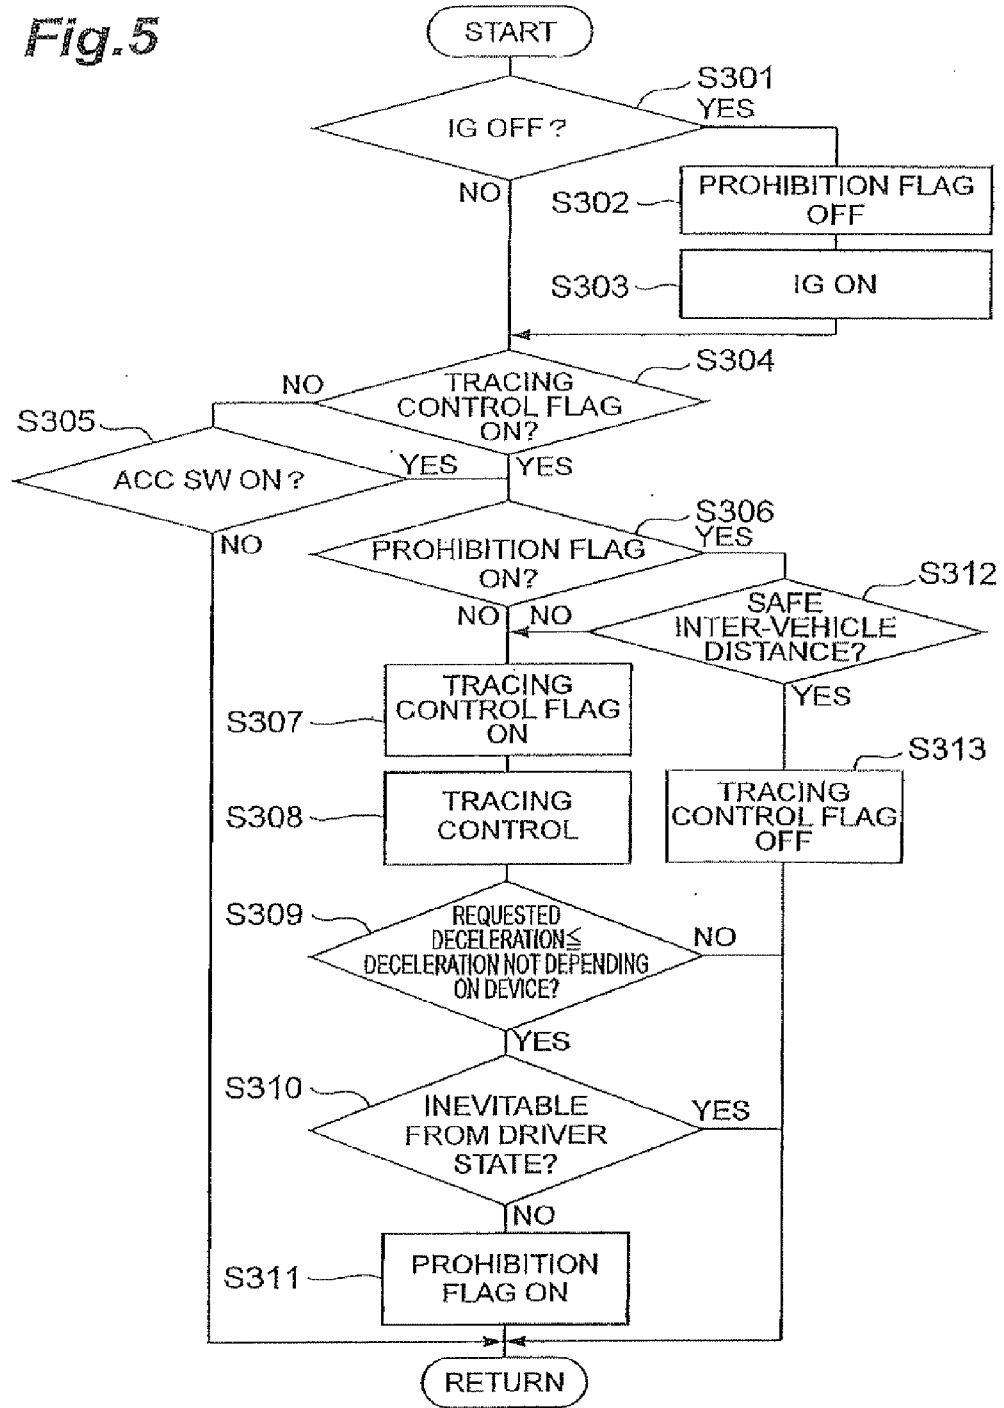 Fig.5
START
S301
YES
IG OFF?
NO
S302
PROHIBITION FLAG
OFF
S303
IG ON
S304
NO
TRACING
CONTROL FLAG
ON?
S305
YES
YES
ACC SW ON?
NO
S306
YES
PROHIBITION FLAG
ON?
NO
NO
S312
SAFE
INTER-VEHICLE
DISTANCE?
YES
S307
TRACING
CONTROL FLAG
ON
S313
TRACING
CONTROL FLAG
OFF
S308
TRACING
CONTROL
S309
REQUESTED
DECELERATION≦
DECELERATION NOT DEPENDING
ON DEVICE?
NO
YES
S310
INEVITABLE
FROM DRIVER
STATE?
YES
NO
S311
PROHIBITION
FLAG ON
RETURN